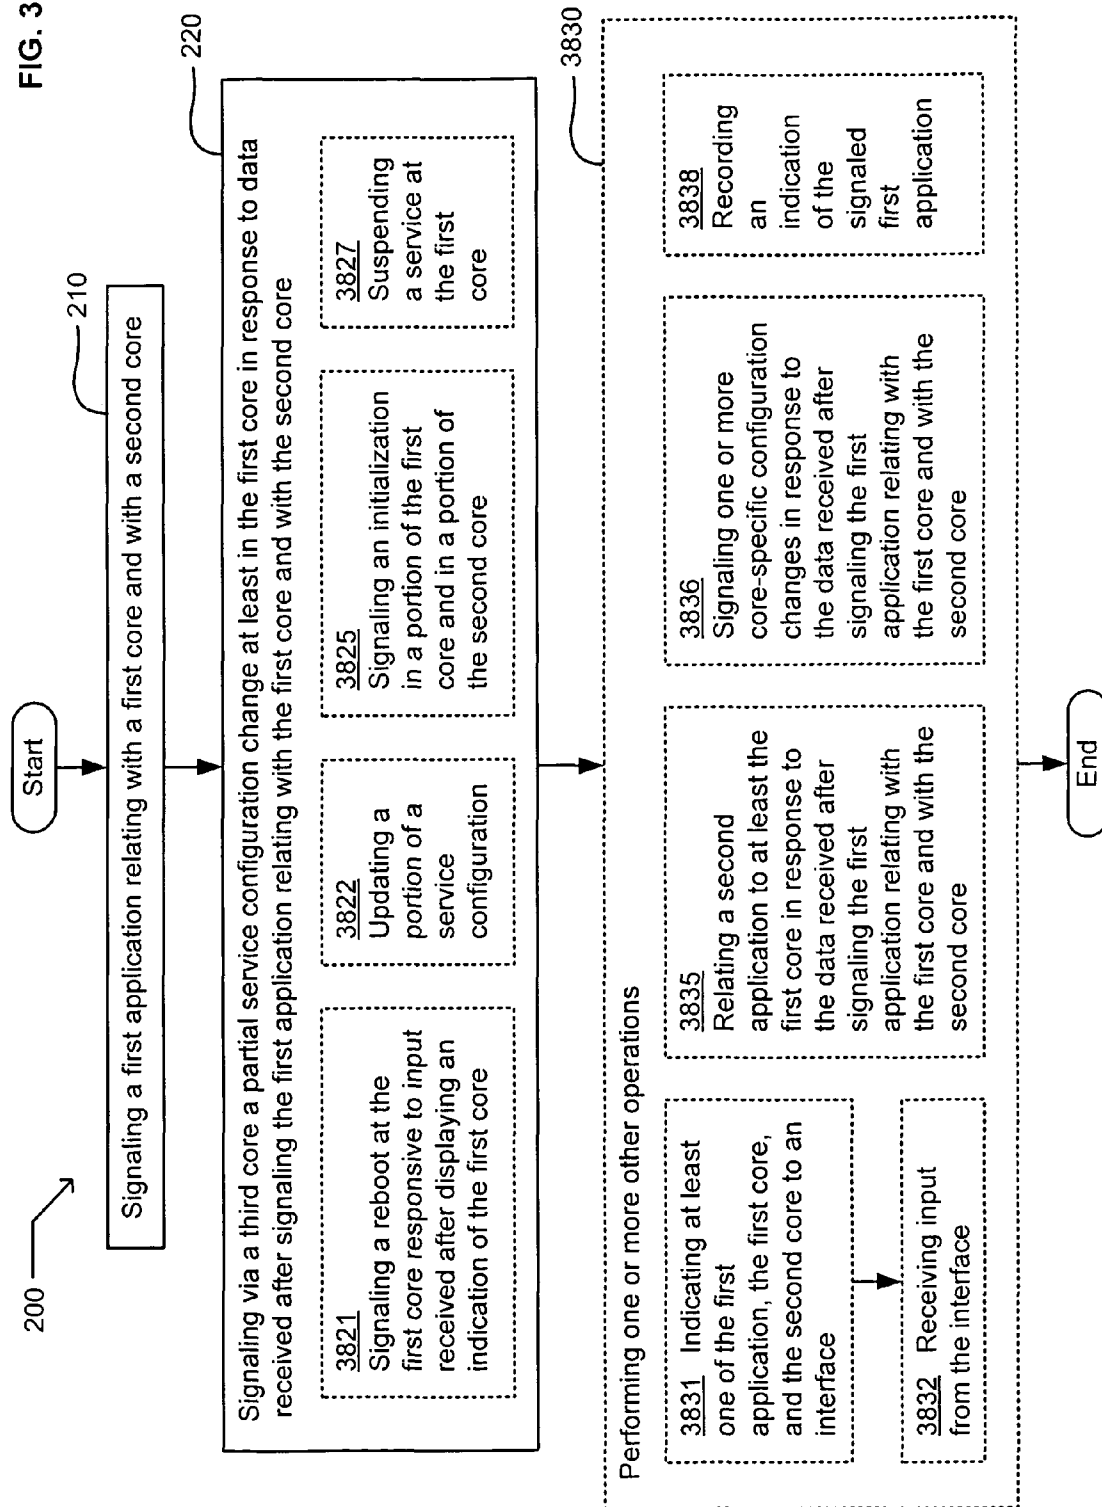 FIG. 3
200
Start
210
Signaling a first application relating with a first core and with a second core
220
Signaling via a third core a partial service configuration change at least in the first core in response to data
received after signaling the first application relating with the first core and with the second core
3821
Signaling a reboot at the
first core responsive to input
received after displaying an
indication of the first core
3822
Updating a
portion of a
service
configuration
3825
Signaling an initialization
in a portion of the first
core and in a portion of
the second core
3827
Suspending
a service at
the first
core
3830
Performing one or more other operations
3831 Indicating at least
one of the first
application, the first core,
and the second core to an
interface
3832 Receiving input
from the interface
3835
Relating a second
application to at least the
first core in response to
the data received after
signaling the first
application relating with
the first core and with the
second core
3836
Signaling one or more
core-specific configuration
changes in response to
the data received after
signaling the first
application relating with
the first core and with the
second core
3838
Recording
an
indication
of the
signaled
first
application
End